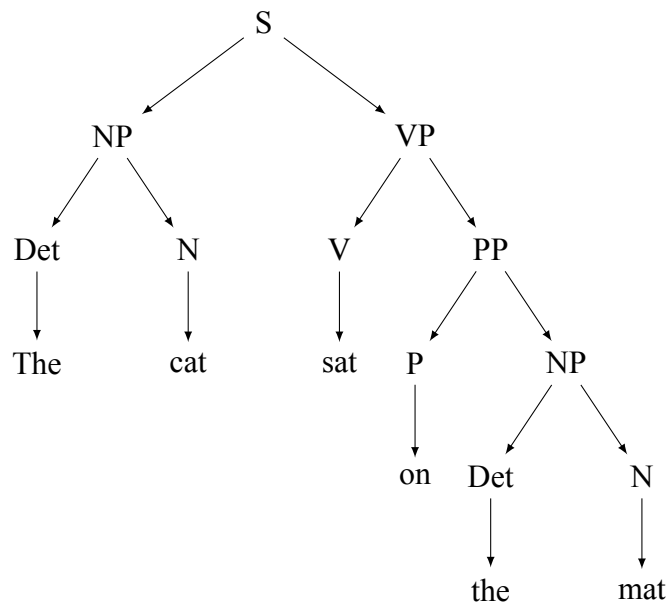 S
NP VP
Det N V PP
The cat sat P NP
on Det N
the mat